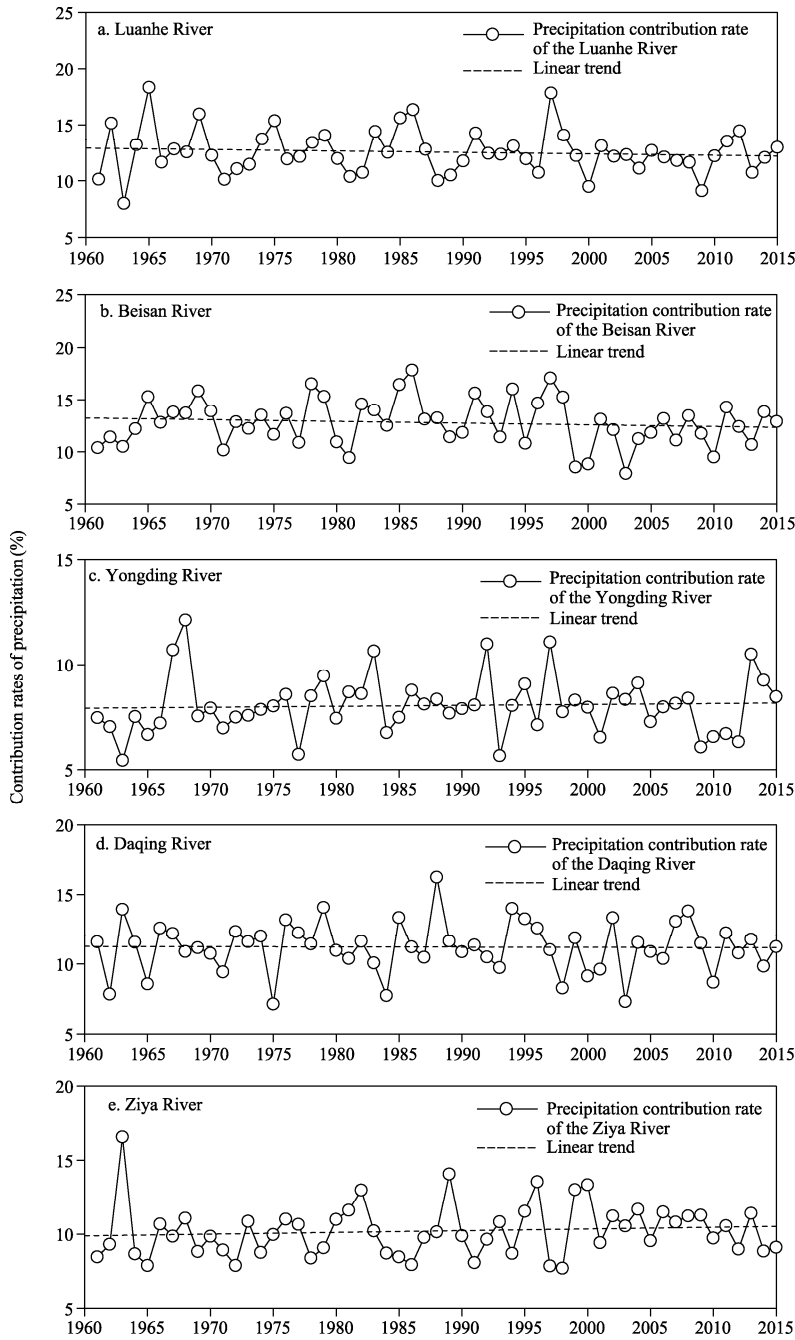 Contribution rates of precipitation (%)
25
20
15
10
5
a. Luanhe River
Precipitation contribution rate
of the Luanhe River
Linear trend
1960 1965 1970 1975 1980 1985 1990 1995 2000 2005 2010 2015
25
20
15
10
5
b. Beisan River
Precipitation contribution rate
of the Beisan River
Linear trend
1960 1965 1970 1975 1980 1985 1990 1995 2000 2005 2010 2015
15
10
5
c. Yongding River
Precipitation contribution rate
of the Yongding River
Linear trend
1960 1965 1970 1975 1980 1985 1990 1995 2000 2005 2010 2015
20
15
10
5
d. Daqing River
Precipitation contribution rate
of the Daqing River
Linear trend
1960 1965 1970 1975 1980 1985 1990 1995 2000 2005 2010 2015
20
15
10
5
e. Ziya River
Precipitation contribution rate
of the Ziya River
Linear trend
1960 1965 1970 1975 1980 1985 1990 1995 2000 2005 2010 2015